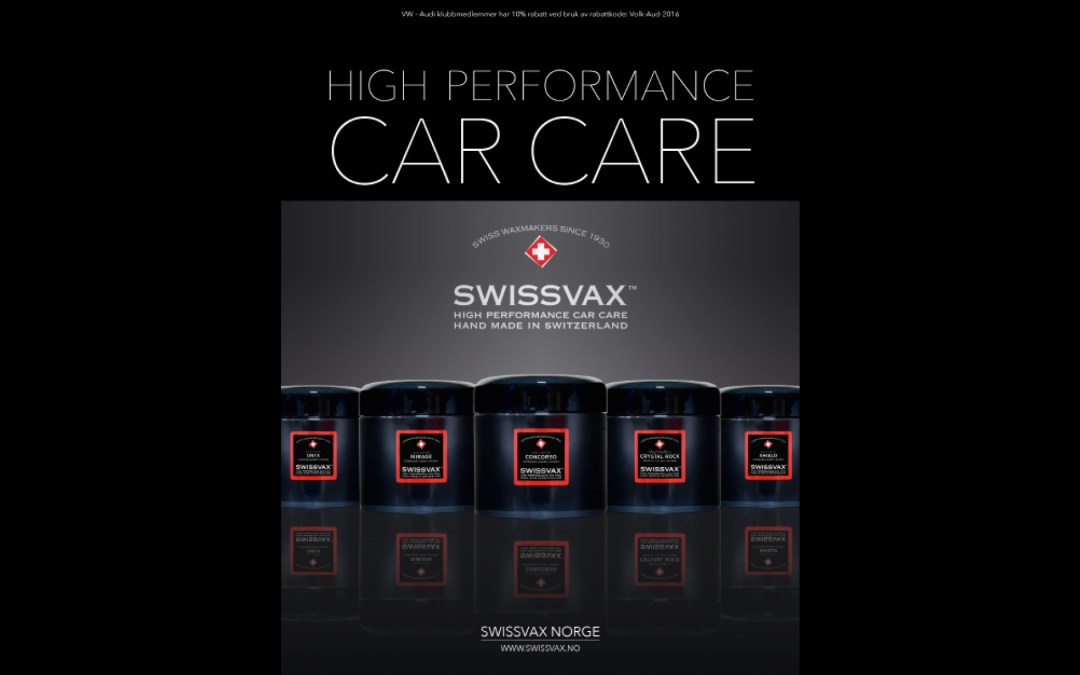 VW - Audi klubbmedlemmer har 10% rabatt ved bruk av rabattkode: Volk-Aud-2016
HIGH PERFORMANCE
CAR CARE
SWISS WAXMAKERS SINCE 1930
SWISSVAX™
HIGH PERFORMANCE CAR CARE
HAND MADE IN SWITZERLAND
ONYX
SWISSVAX
MIRAGE
SWISSVAX
CONCORSO
SWISSVAX
CRYSTAL ROCK
SWISSVAX
SHIELD
SWISSVAX
SWISSVAX NORGE
WWW.SWISSVAX.NO